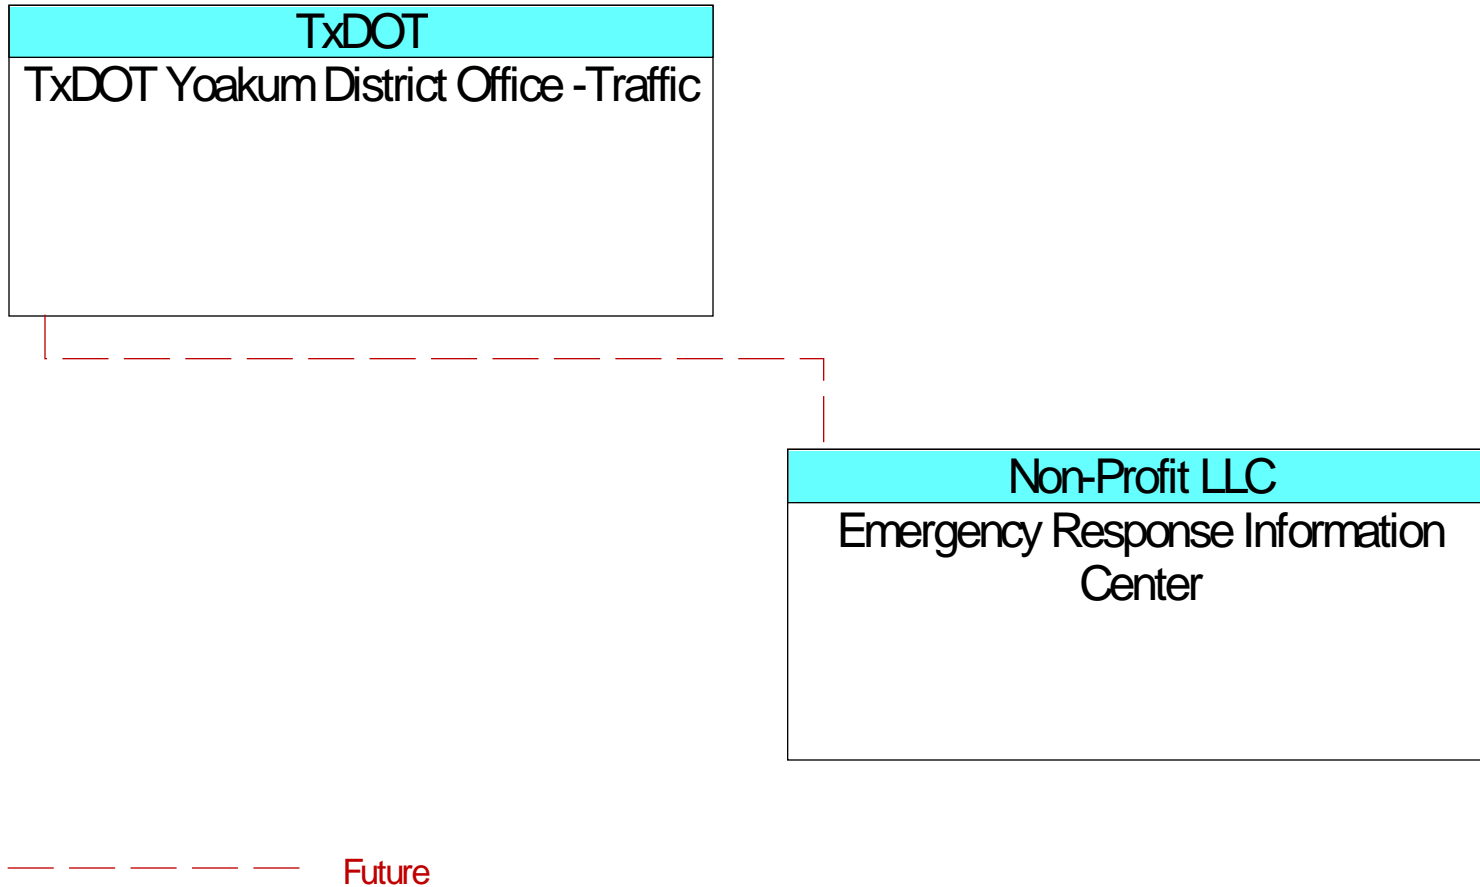 TxDOT
TxDOT Yoakum District Office -Traffic
Non-Profit LLC
Emergency Response Information
Center
Future